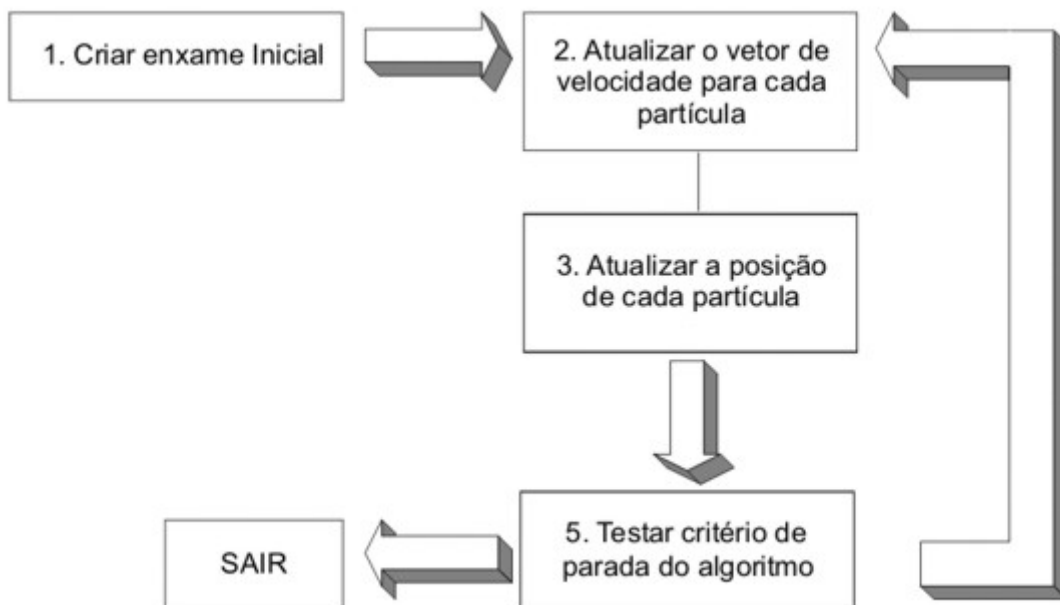 1. Criar enxame Inicial
2. Atualizar o vetor de
velocidade para cada
partícula
3. Atualizar a posição
de cada partícula
5. Testar critério de
parada do algoritmo
SAIR